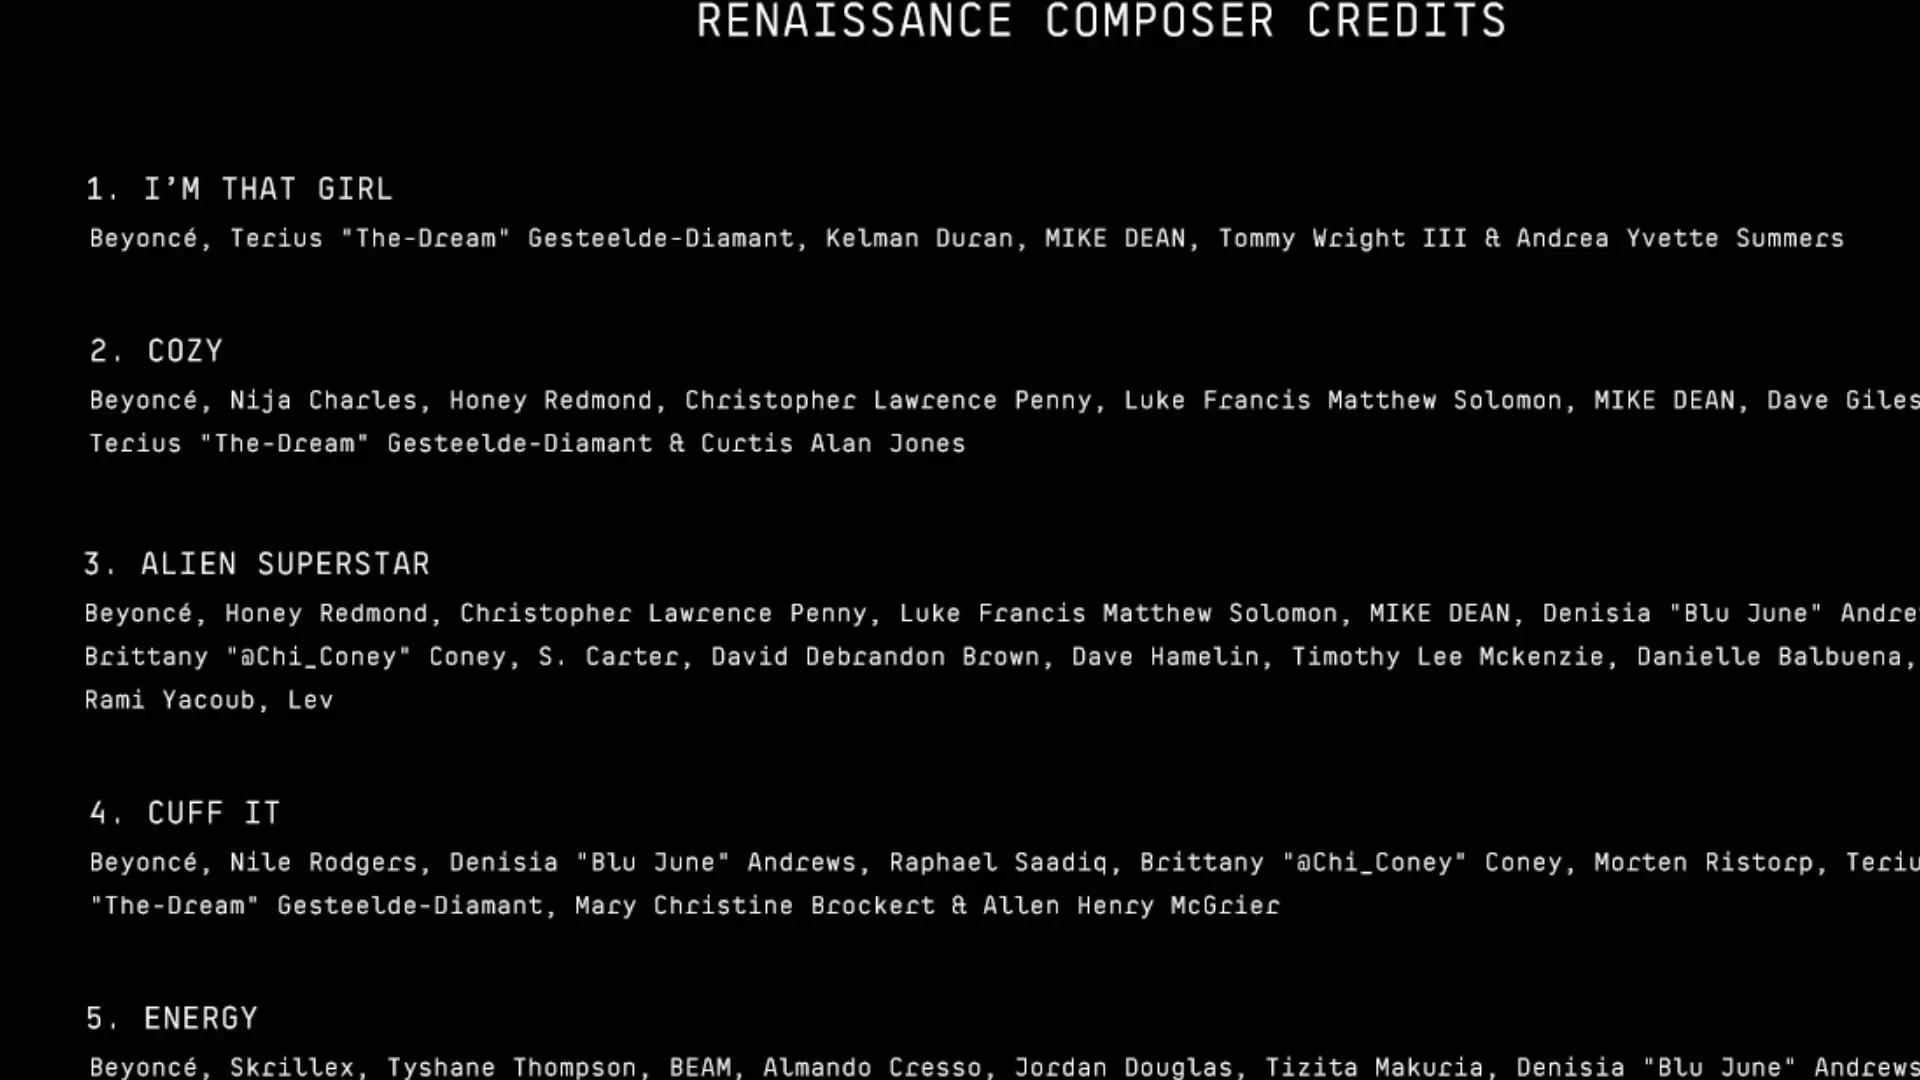 RENAISSANCE COMPOSER CREDITS
1. I’M THAT GIRL
Beyoncé, Terius "The-Dream" Gesteelde-Diamant, Kelman Duran, MIKE DEAN, Tommy Wright III & Andrea Yvette Summers
2. COZY
Beyoncé, Nija Charles, Honey Redmond, Christopher Lawrence Penny, Luke Francis Matthew Solomon, MIKE DEAN, Dave Giles
Terius "The-Dream" Gesteelde-Diamant & Curtis Alan Jones
3. ALIEN SUPERSTAR
Beyoncé, Honey Redmond, Christopher Lawrence Penny, Luke Francis Matthew Solomon, MIKE DEAN, Denisia "Blu June" Andre
Brittany "@Chi_Coney" Coney, S. Carter, David Debrandon Brown, Dave Hamelin, Timothy Lee Mckenzie, Danielle Balbuena,
Rami Yacoub, Lev
4. CUFF IT
Beyoncé, Nile Rodgers, Denisia "Blu June" Andrews, Raphael Saadiq, Brittany "@Chi_Coney" Coney, Morten Ristorp, Teriu
"The-Dream" Gesteelde-Diamant, Mary Christine Brockert & Allen Henry McGrier
5. ENERGY
Beyoncé, Skrillex, Tyshane Thompson, BEAM, Almando Cresso, Jordan Douglas, Tizita Makuria, Denisia "Blu June" Andrews